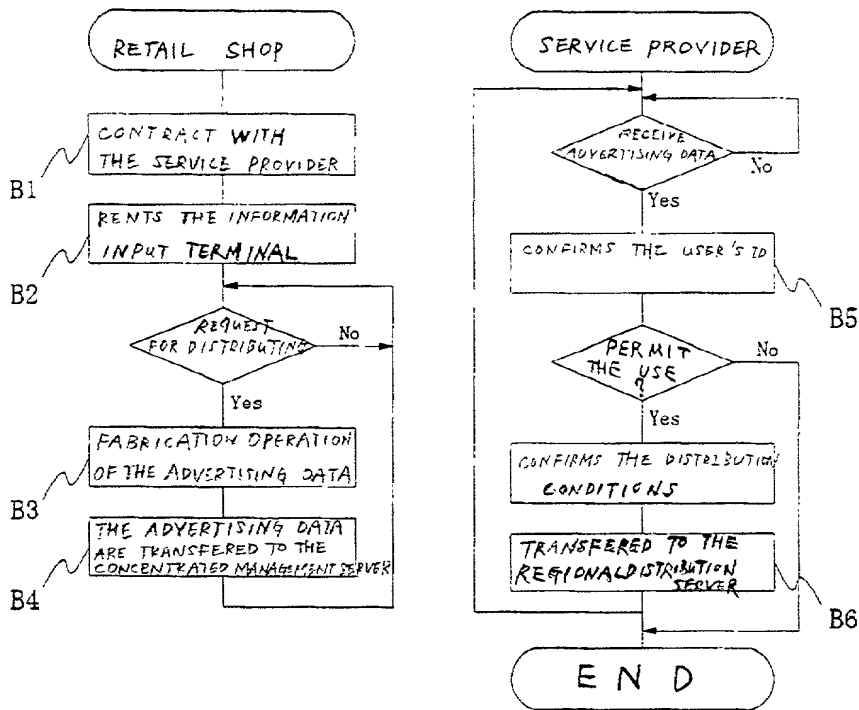 RETAIL SHOP
CONTRACT WITH
THE SERVICE PROVIDER
B1
RENTS THE INFORMATION
INPUT TERMINAL
B2
REQUEST
FOR DISTRIBUTING
No
Yes
FABRICATION OPERATION
OF THE ADVERTISING DATA
B3
THE ADVERTISING DATA
ARE TRANSFERED TO THE
CONCENTRATED MANAGEMENT SERVER
B4
SERVICE PROVIDER
RECEIVE
ADVERTISING DATA
No
Yes
CONFIRMS THE USER'S ID
B5
PERMIT
THE USE
?
No
Yes
CONFIRMS THE DISTRIBUTION
CONDITIONS
TRANSFERED TO THE
REGIONAL DISTRIBUTION
SERVER
B6
END